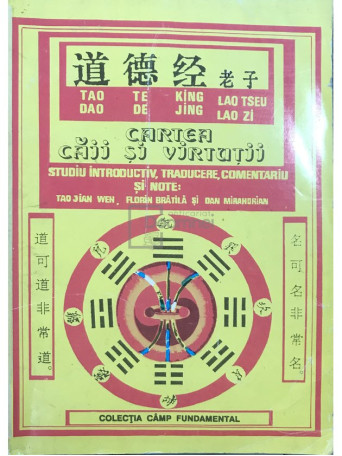 道 德 经 老子
TAO TE KING LAO TSEU
DAO DE JING LAO ZI
CARTEA
CĂII ȘI VIRTUȚII
STUDIU INTRODUCTIV, TRADUCERE, COMENTARIU
ȘI NOTE:
TAO JIAN WEN, FLORIN BRĂTILĂ ȘI DAN MIRAHORIAN
道可道非常道。
名可名非常名。
COLECȚIA CÂMP FUNDAMENTAL